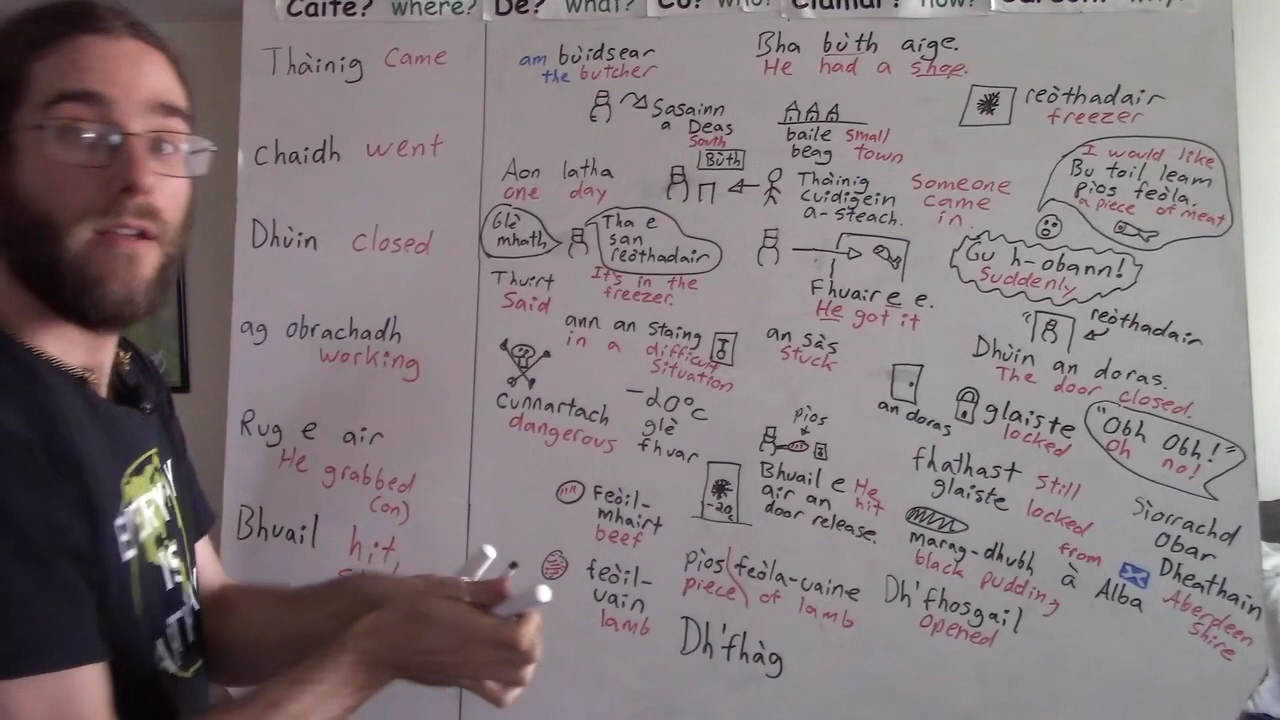 Càite? where? Dè? what? Cò? who? Ciamar? how?
Thàinig Came
Chaidh went
Dhùin closed
ag obrachadh
working
Rug e air
He grabbed
(on)
Bhuail hit
am bùidsear
the butcher
Bha bùth aige.
He had a shop.
Sasainn
a Deas
South
baile small
beag town
reòthadair
freezer
Aon latha
one day
Bùth
Thàinig
cuidigein
a-steach.
Someone
came
in.
I would like
Bu toil leam
pìos feòla.
a piece of meat
Glè
mhath
Tha e
san
reòthadair
Thuirt
Said
It's in the
freezer.
Fhuair e e.
He got it
Gu h-obann!
Suddenly
ann an staing
in a difficult
situation
an sàs
stuck
reòthadair
Dhùin an doras.
The door closed.
Cunnartach
dangerous
-20°C
glè
fhuar
an doras
glaiste
locked
"Obh Obh!"
Oh no!
pìos
Bhuail e He
air an hit
door release.
fhathast still
glaiste locked
Feòil-
mhairt
beef
-20c
marag-dhubh
black pudding
from
à Alba
Siorrachd
Obar
Dheathain
Aberdeen
Shire
feòil-
uain
lamb
pìos feòla-uaine
piece of lamb
Dh'fhosgail
opened
Dh'fhàg